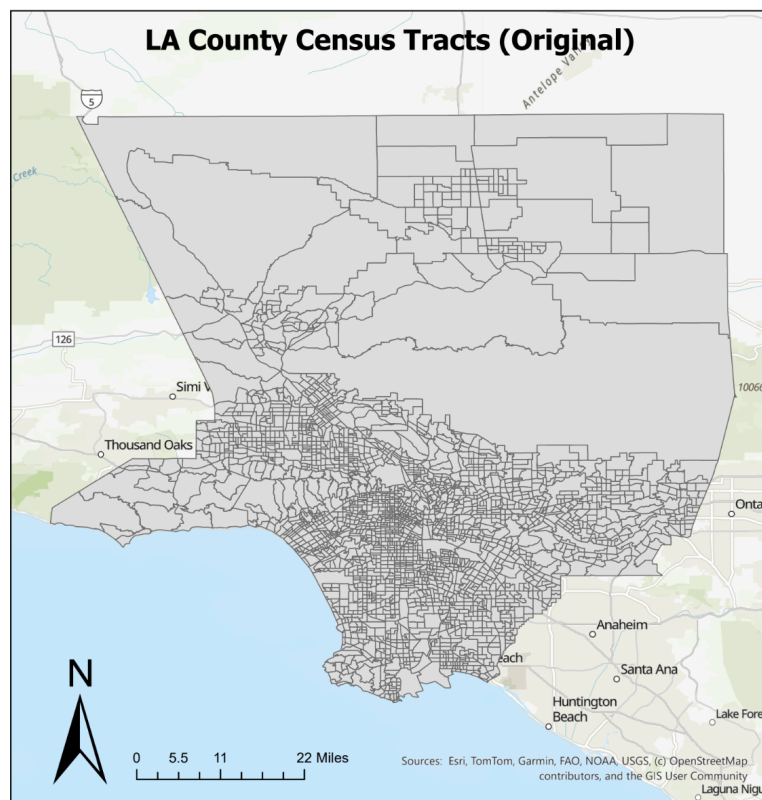 LA County Census Tracts (Original)
Antelope Val
5
Creek
126
Simi V
10066
Thousand Oaks
Onta
Anaheim
each
Santa Ana
Huntington
Beach
Lake Fore
N
0 5.5 11 22 Miles
Sources: Esri, TomTom, Garmin, FAO, NOAA, USGS, (c) OpenStreetMap
contributors, and the GIS User Community
Laguna Nigu